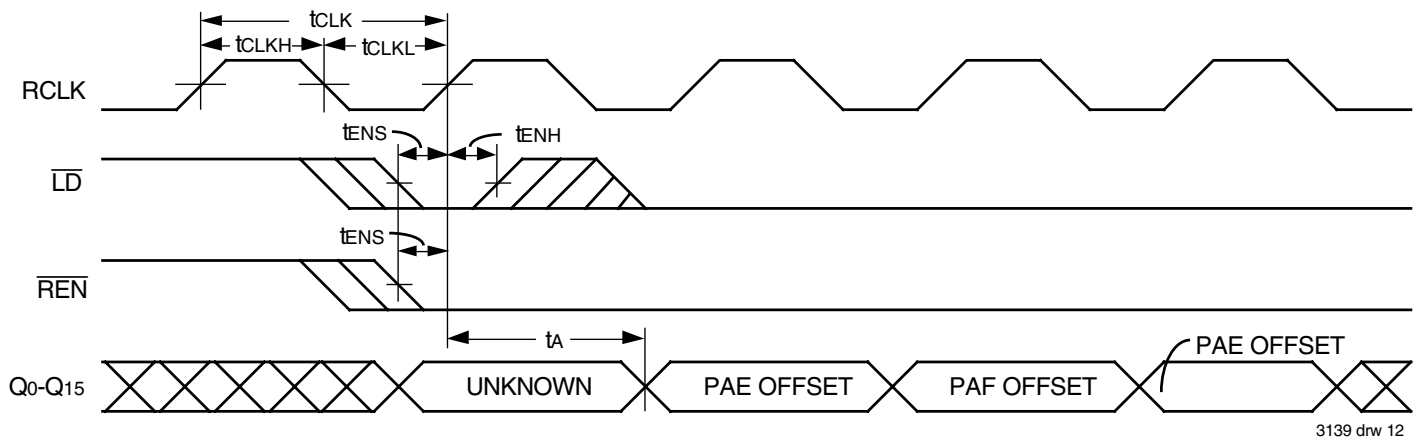 tCLK
tCLKH
tCLKL
RCLK
tENS
tENH
LD
tENS
REN
tA
PAE OFFSET
Q0-Q15
UNKNOWN
PAE OFFSET
PAF OFFSET
3139 drw 12